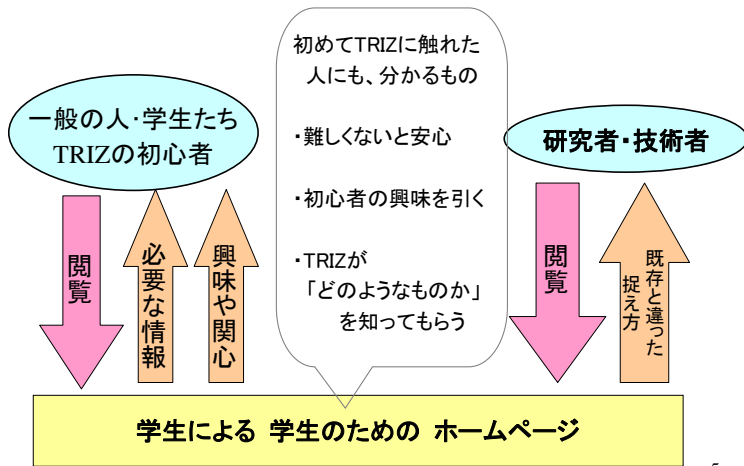 初めてTRIZに触れた
人にも、分かるもの
・難しくないと安心
・初心者の興味を引く
・TRIZが
「どのようなものか」
を知ってもらう
一般の人・学生たち
TRIZの初心者
研究者・技術者
閲覧
必要な情報
興味や関心
閲覧
既存と違った
捉え方
学生による 学生のための ホームページ
5